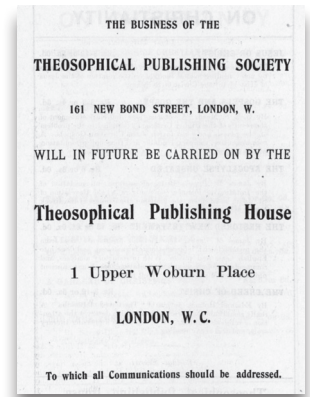 THE BUSINESS OF THE
THEOSOPHICAL PUBLISHING SOCIETY
161 NEW BOND STREET, LONDON, W.
WILL IN FUTURE BE CARRIED ON BY THE
Theosophical Publishing House
1 Upper Woburn Place
LONDON, W.C.
To which all Communications should be addressed.